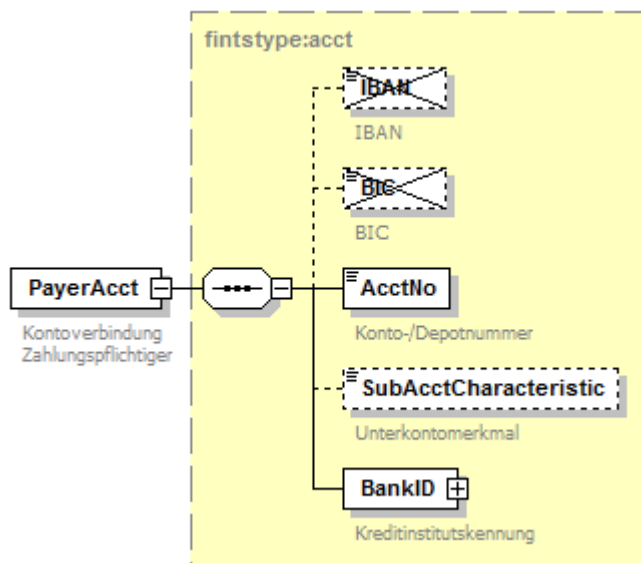 fintstype:acct
IBAN
IBAN
BIC
BIC
PayerAcct
Kontoverbindung
Zahlungspflichtiger
AcctNo
Konto-/Depotnummer
SubAcctCharacteristic
Unterkontomerkmal
BankID
Kreditinstitutskennung